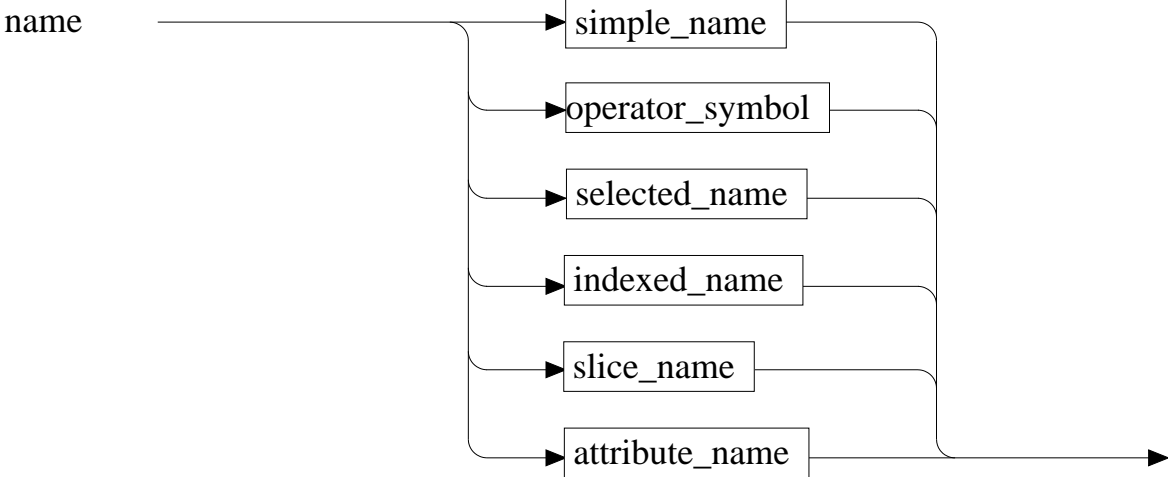 name
simple_name
operator_symbol
selected_name
indexed_name
slice_name
attribute_name